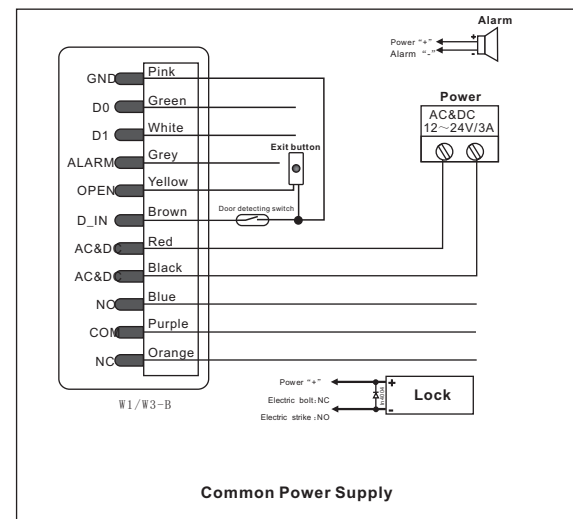 Alarm
Power “+”
Alarm “-”
+
-
Power
AC&DC
12～24V/3A
GND Pink
D0 Green
D1 White
ALARM Grey
Exit button
OPEN Yellow
D_IN Brown
Door detecting switch
AC&DC Red
AC&DC Black
NO Blue
COM Purple
NC Orange
W1/W3-B
Power “+”
+
Electric bolt:NC
IN4004
Lock
-
Electric strike :NO
Common Power Supply